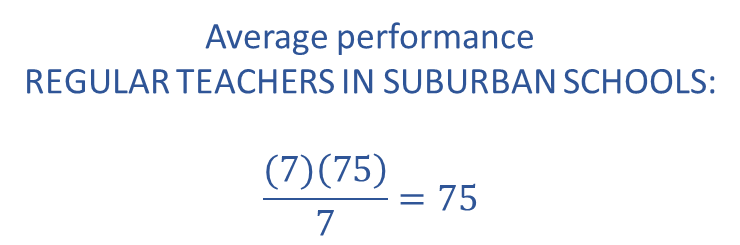 Average performance
REGULAR TEACHERS IN SUBURBAN SCHOOLS:
(7)(75)
7
= 75